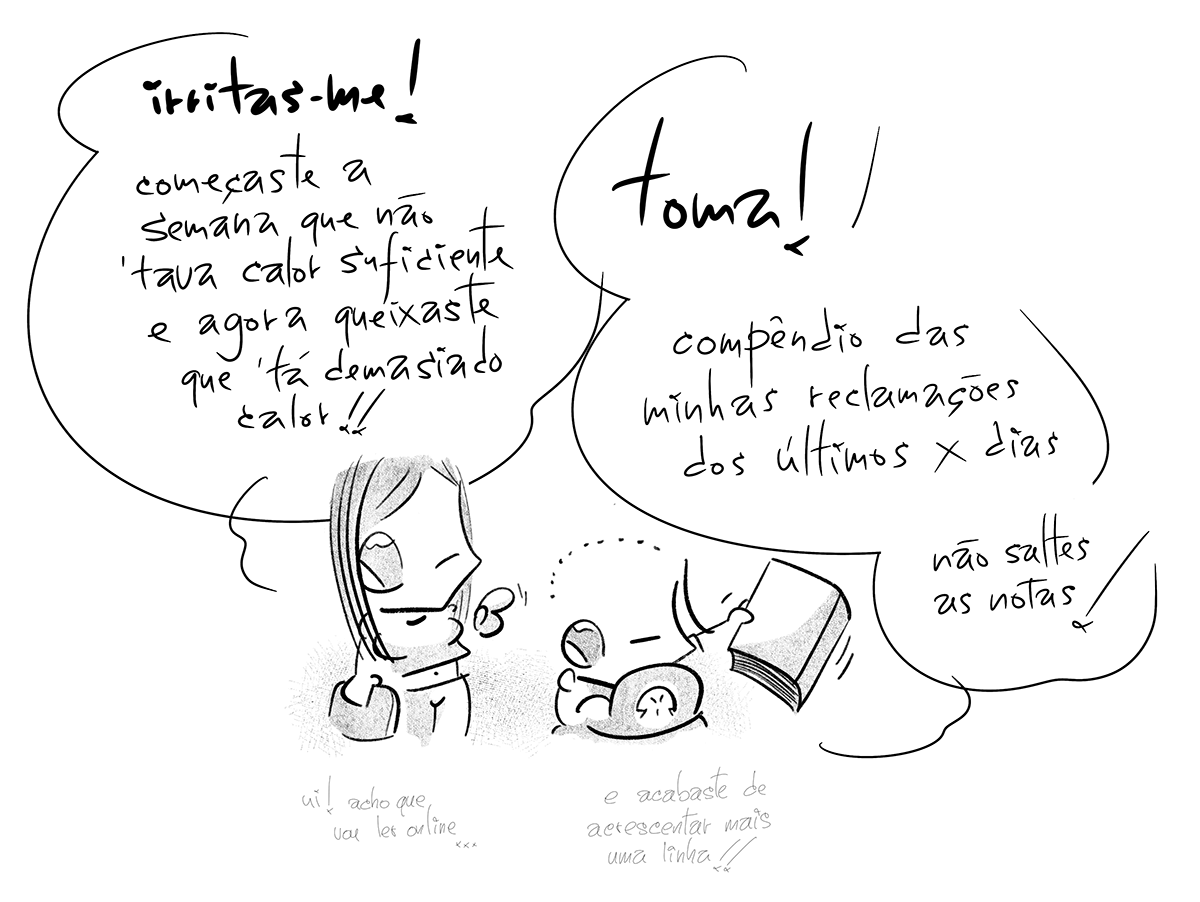 irritas-me!
começaste a
semana que não
'tava calor suficiente
e agora queixaste
que 'tá demasiado
calor!!
toma!
compêndio das
minhas reclamações
dos últimos x dias
não saltes
as notas!
ui! acho que
vou ler online...
e acabaste de
acrescentar mais
uma linha!!